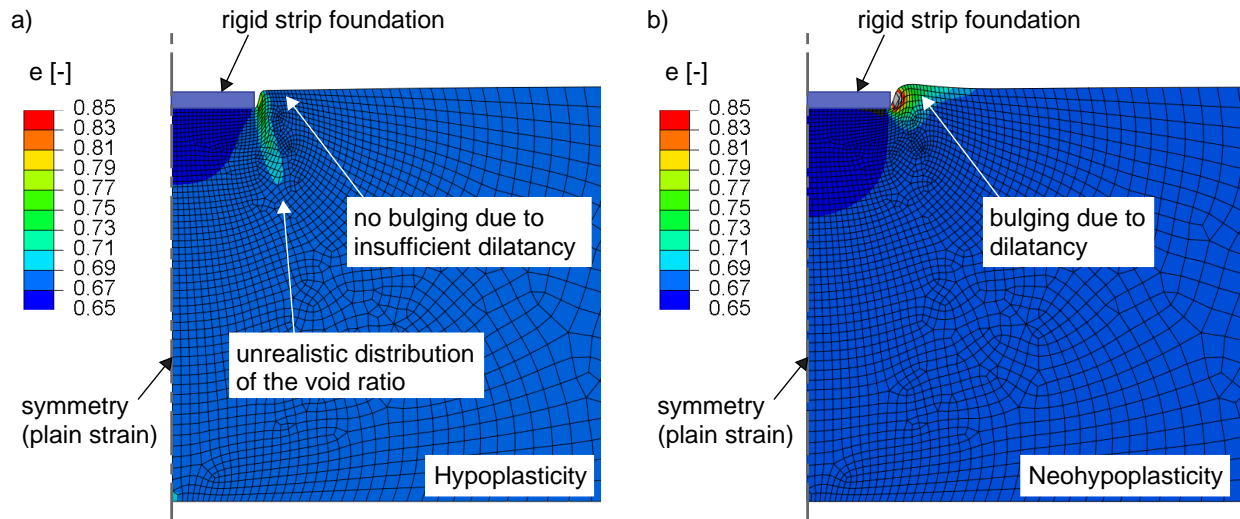 a)
rigid strip foundation
e [-]
0.85
0.83
0.81
0.79
0.77
0.75
0.73
0.71
0.69
0.67
0.65
no bulging due to
insufficient dilatancy
unrealistic distribution
of the void ratio
symmetry
(plain strain)
Hypoplasticity
b)
rigid strip foundation
e [-]
0.85
0.83
0.81
0.79
0.77
0.75
0.73
0.71
0.69
0.67
0.65
bulging due to
dilatancy
symmetry
(plain strain)
Neohypoplasticity